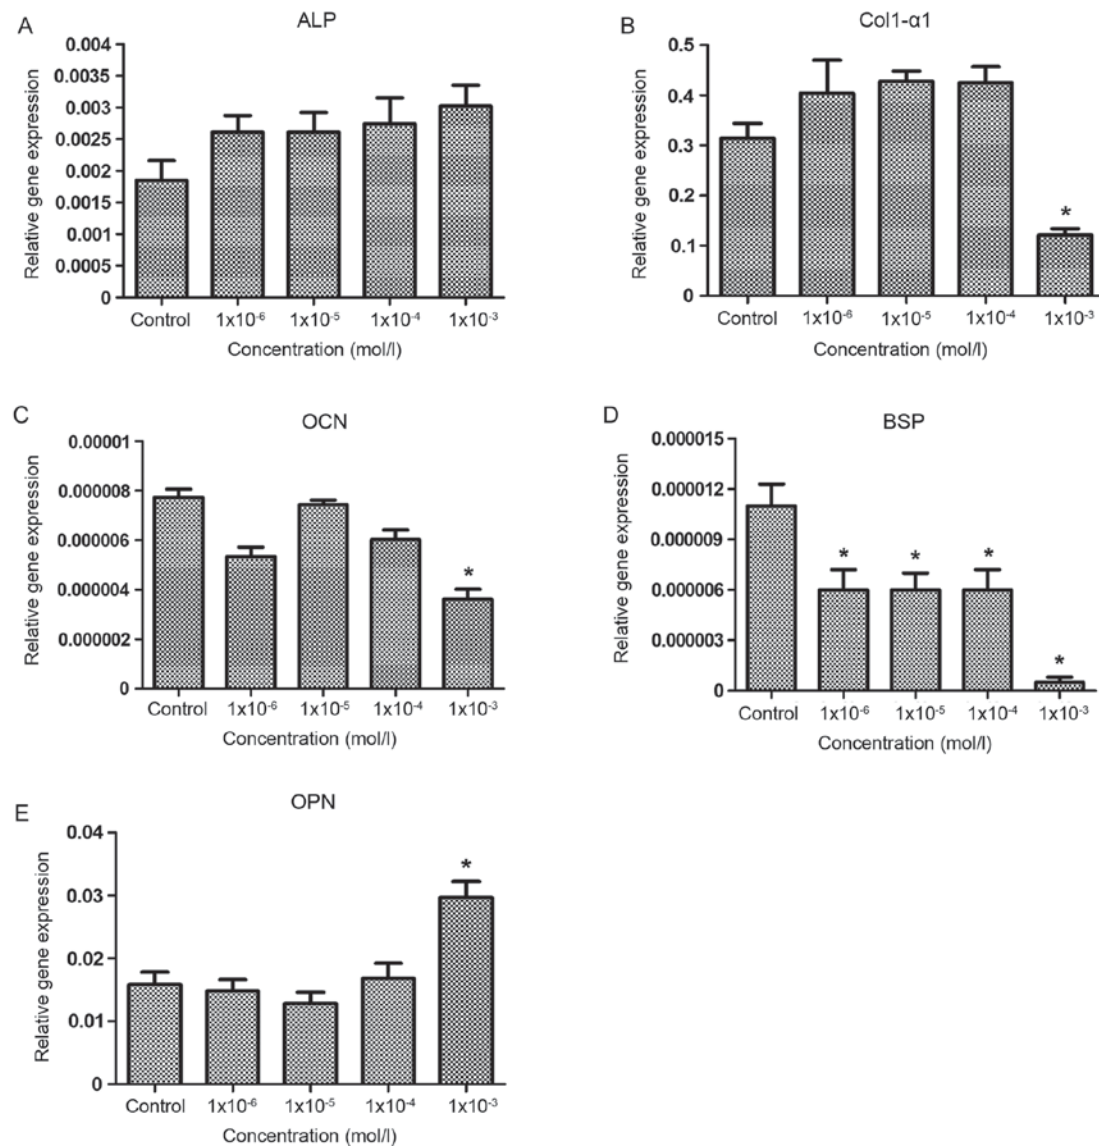 A
ALP
Relative gene expression
0.004
0.0035
0.003
0.0025
0.002
0.0015
0.001
0.0005
0
Control 1x10⁻⁶ 1x10⁻⁵ 1x10⁻⁴ 1x10⁻³
Concentration (mol/l)
B
Col1-α1
Relative gene expression
0.5
0.4
0.3
0.2
0.1
0
*
Control 1x10⁻⁶ 1x10⁻⁵ 1x10⁻⁴ 1x10⁻³
Concentration (mol/l)
C
OCN
Relative gene expression
0.00001
0.000008
0.000006
0.000004
0.000002
0
*
Control 1x10⁻⁶ 1x10⁻⁵ 1x10⁻⁴ 1x10⁻³
Concentration (mol/l)
D
BSP
Relative gene expression
0.000015
0.000012
0.000009
0.000006
0.000003
0
* * * *
Control 1x10⁻⁶ 1x10⁻⁵ 1x10⁻⁴ 1x10⁻³
Concentration (mol/l)
E
OPN
Relative gene expression
0.04
0.03
0.02
0.01
0
*
Control 1x10⁻⁶ 1x10⁻⁵ 1x10⁻⁴ 1x10⁻³
Concentration (mol/l)